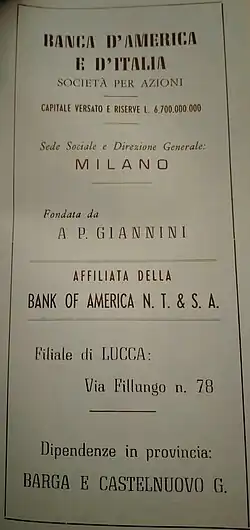 BANCA D'AMERICA
E D'ITALIA
SOCIETÀ PER AZIONI
CAPITALE VERSATO E RISERVE L. 6.700.000.000
Sede Sociale e Direzione Generale:
MILANO
Fondata da
A P. GIANNINI
AFFILIATA DELLA
BANK OF AMERICA N. T. & S. A.
Filiale di LUCCA:
Via Fillungo n. 78
Dipendenze in provincia:
BARGA E CASTELNUOVO G.